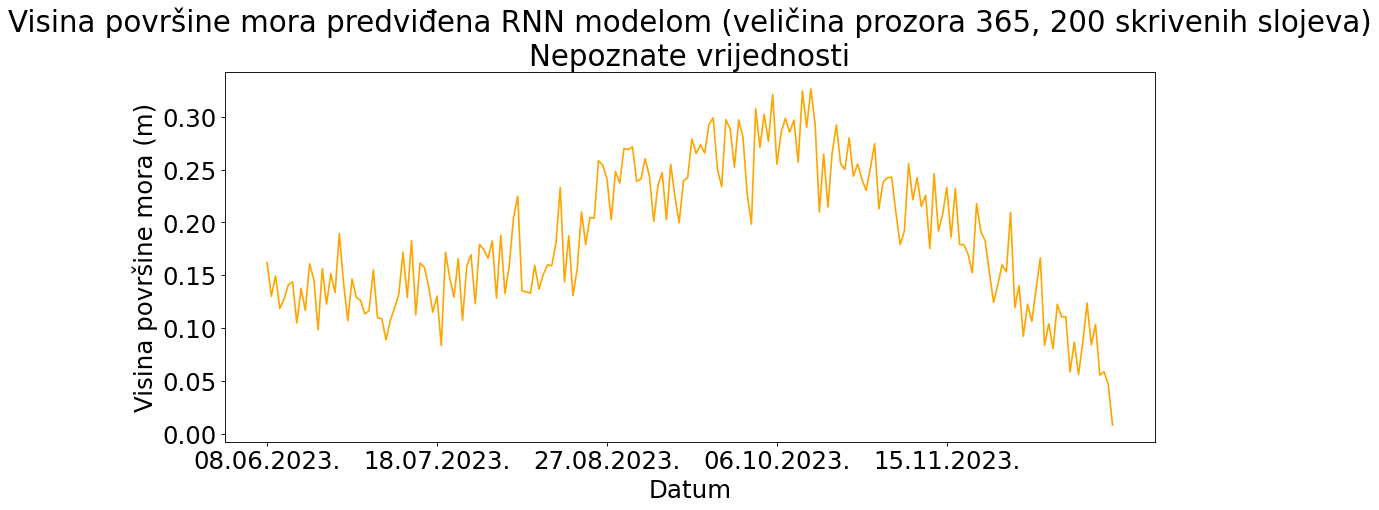 Visina površine mora predviđena RNN modelom (veličina prozora 365, 200 skrivenih slojeva)
Nepoznate vrijednosti
Visina površine mora (m)
0.30
0.25
0.20
0.15
0.10
0.05
0.00
08.06.2023. 18.07.2023. 27.08.2023. 06.10.2023. 15.11.2023.
Datum